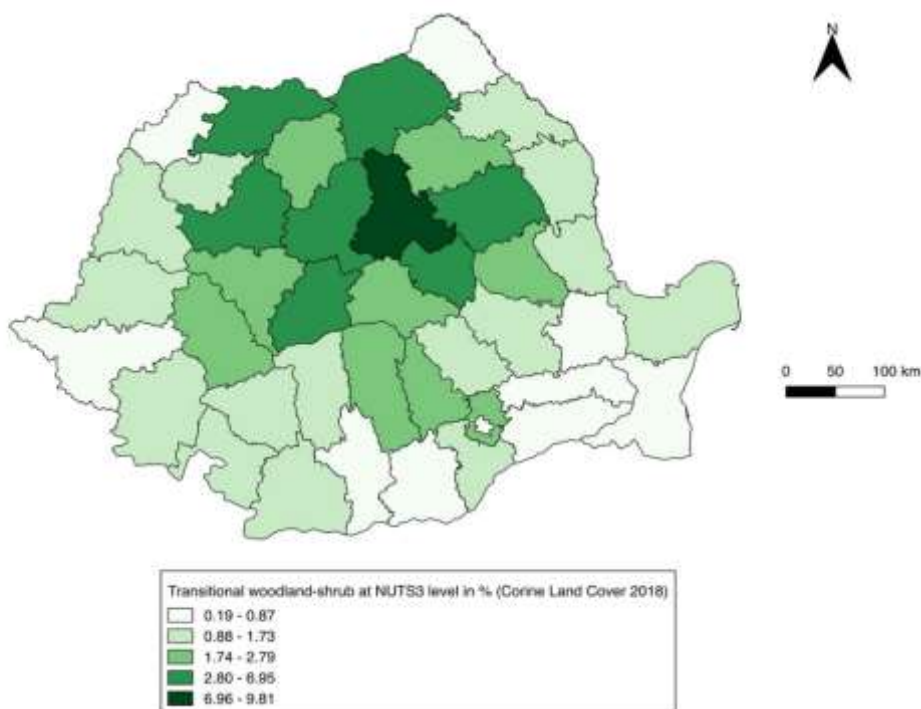 N
0 50 100 km
Transitional woodland-shrub at NUTS3 level in % (Corine Land Cover 2018)
0.19 - 0.87
0.88 - 1.73
1.74 - 2.79
2.80 - 6.95
6.96 - 9.81